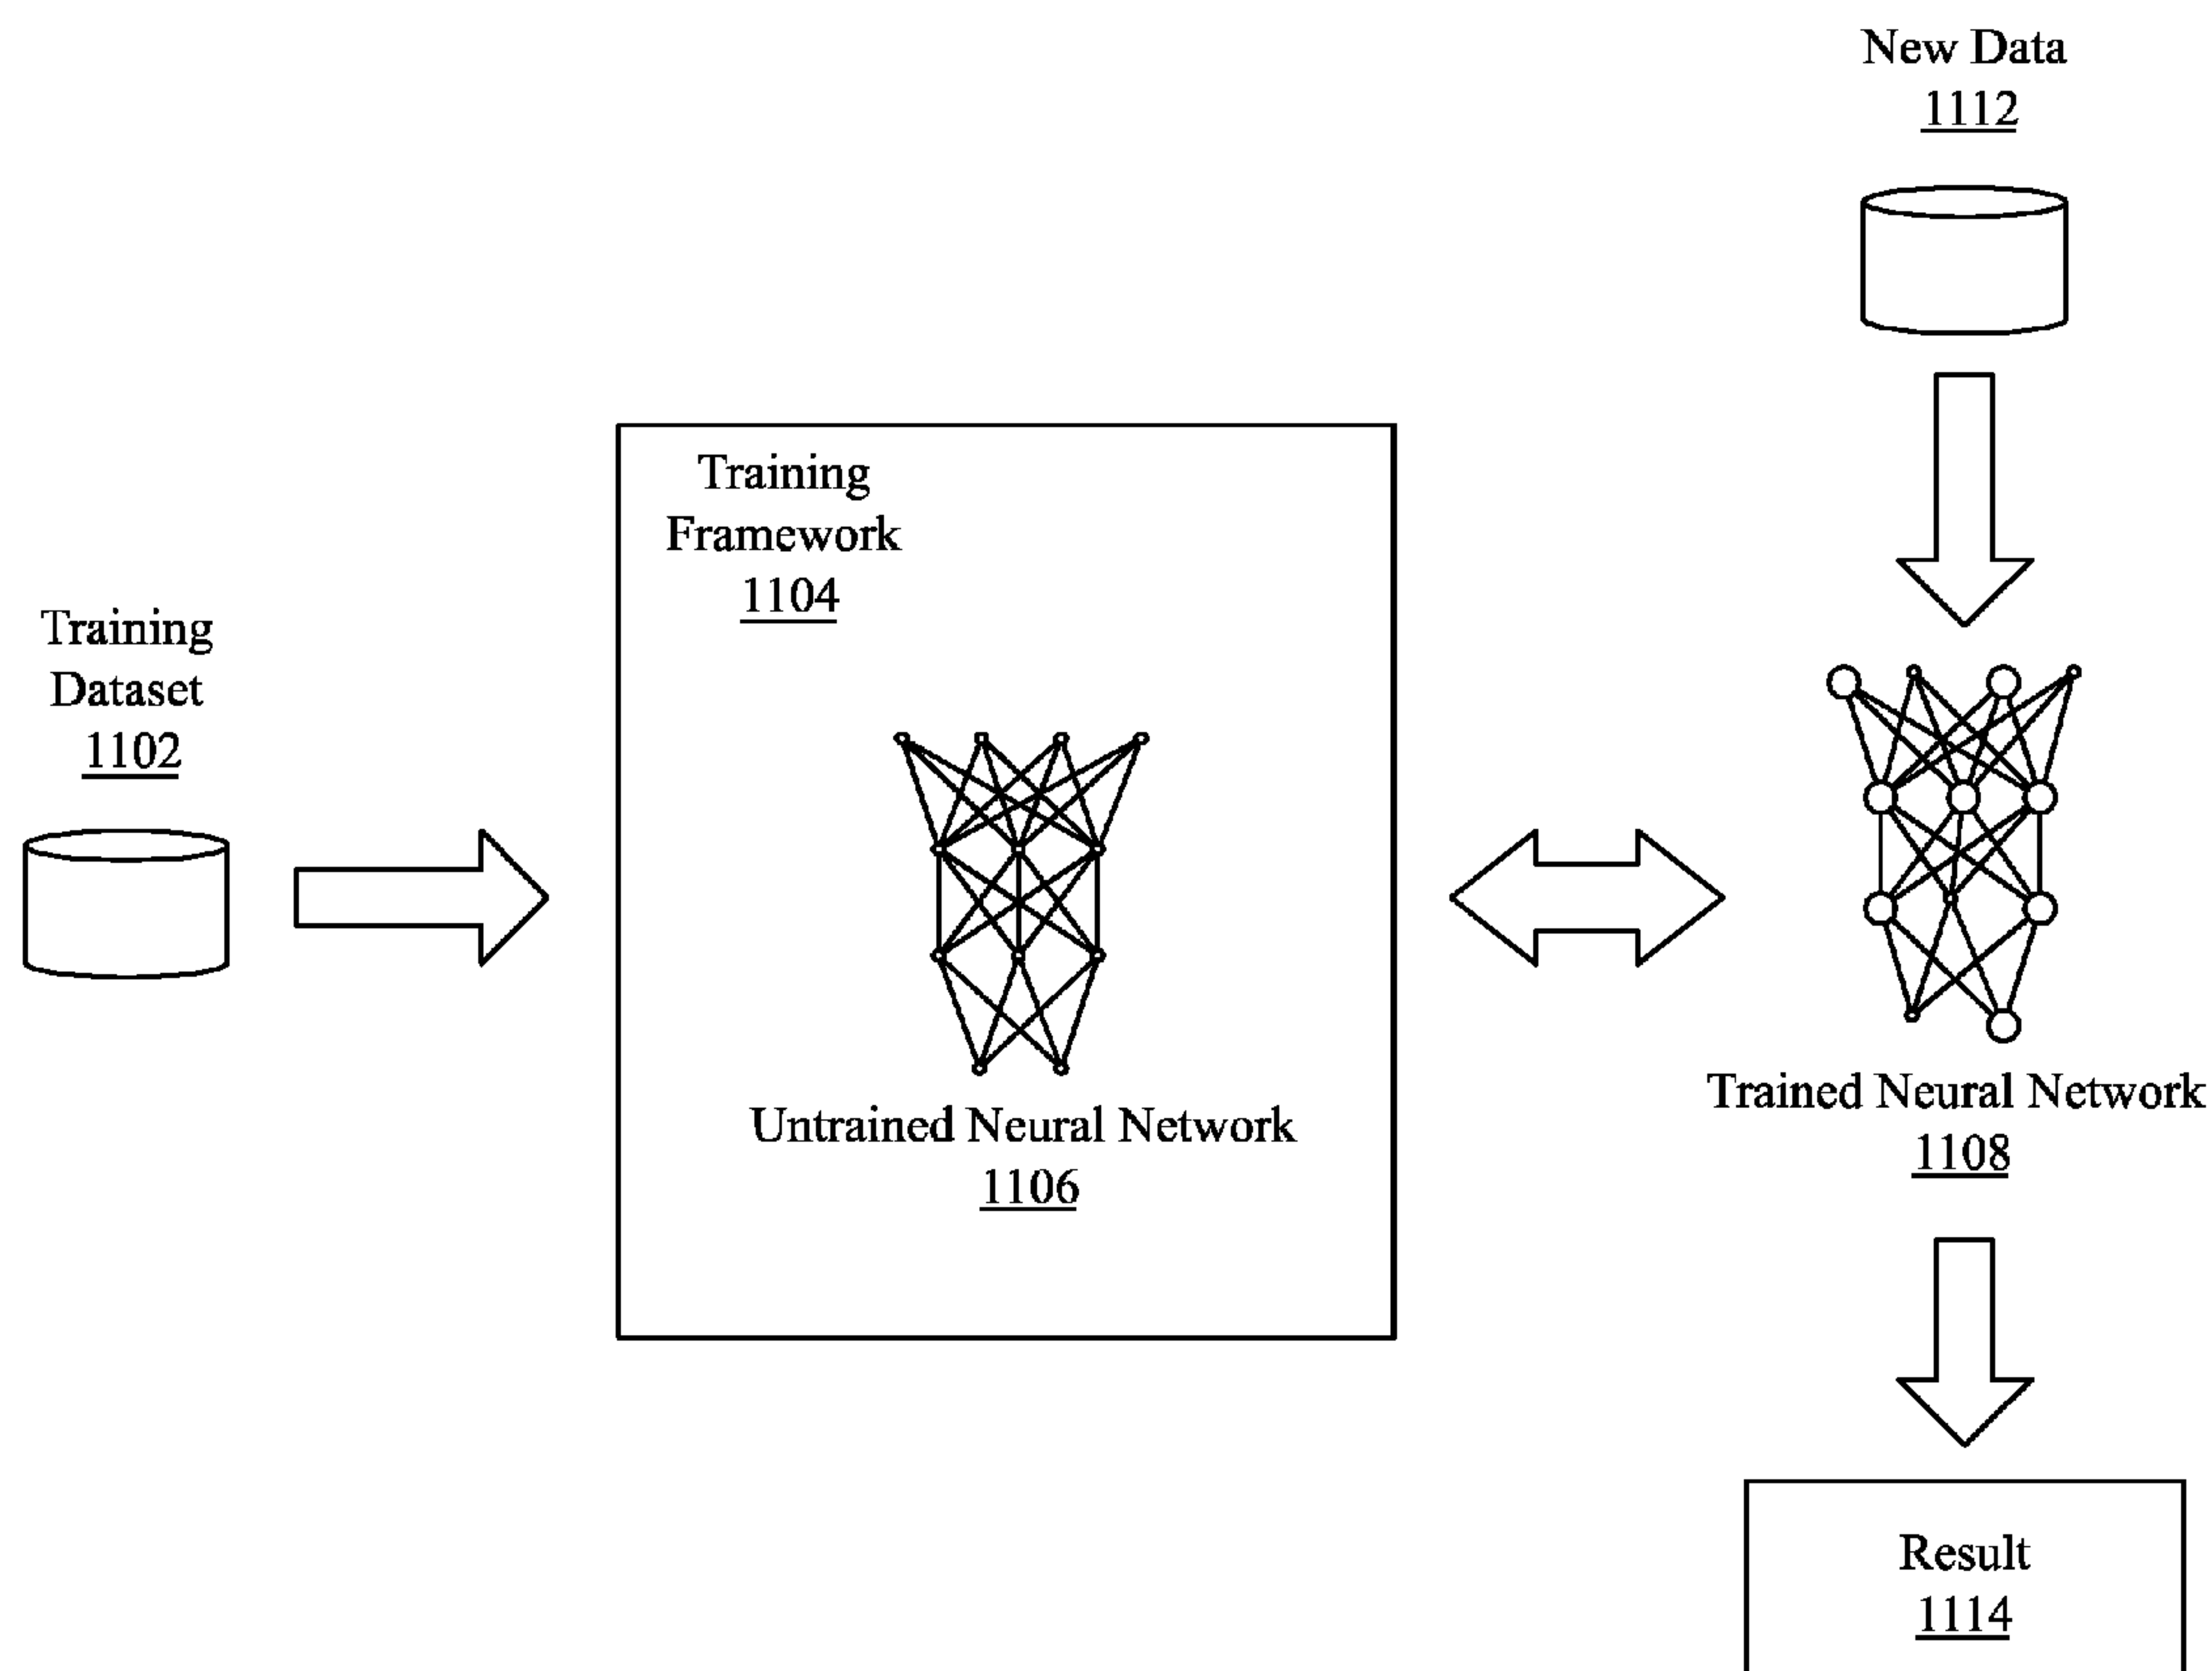 New Data
1112
Training
Framework
1104
Training
Dataset
1102
Untrained Neural Network
1106
Trained Neural Network
1108
Result
1114